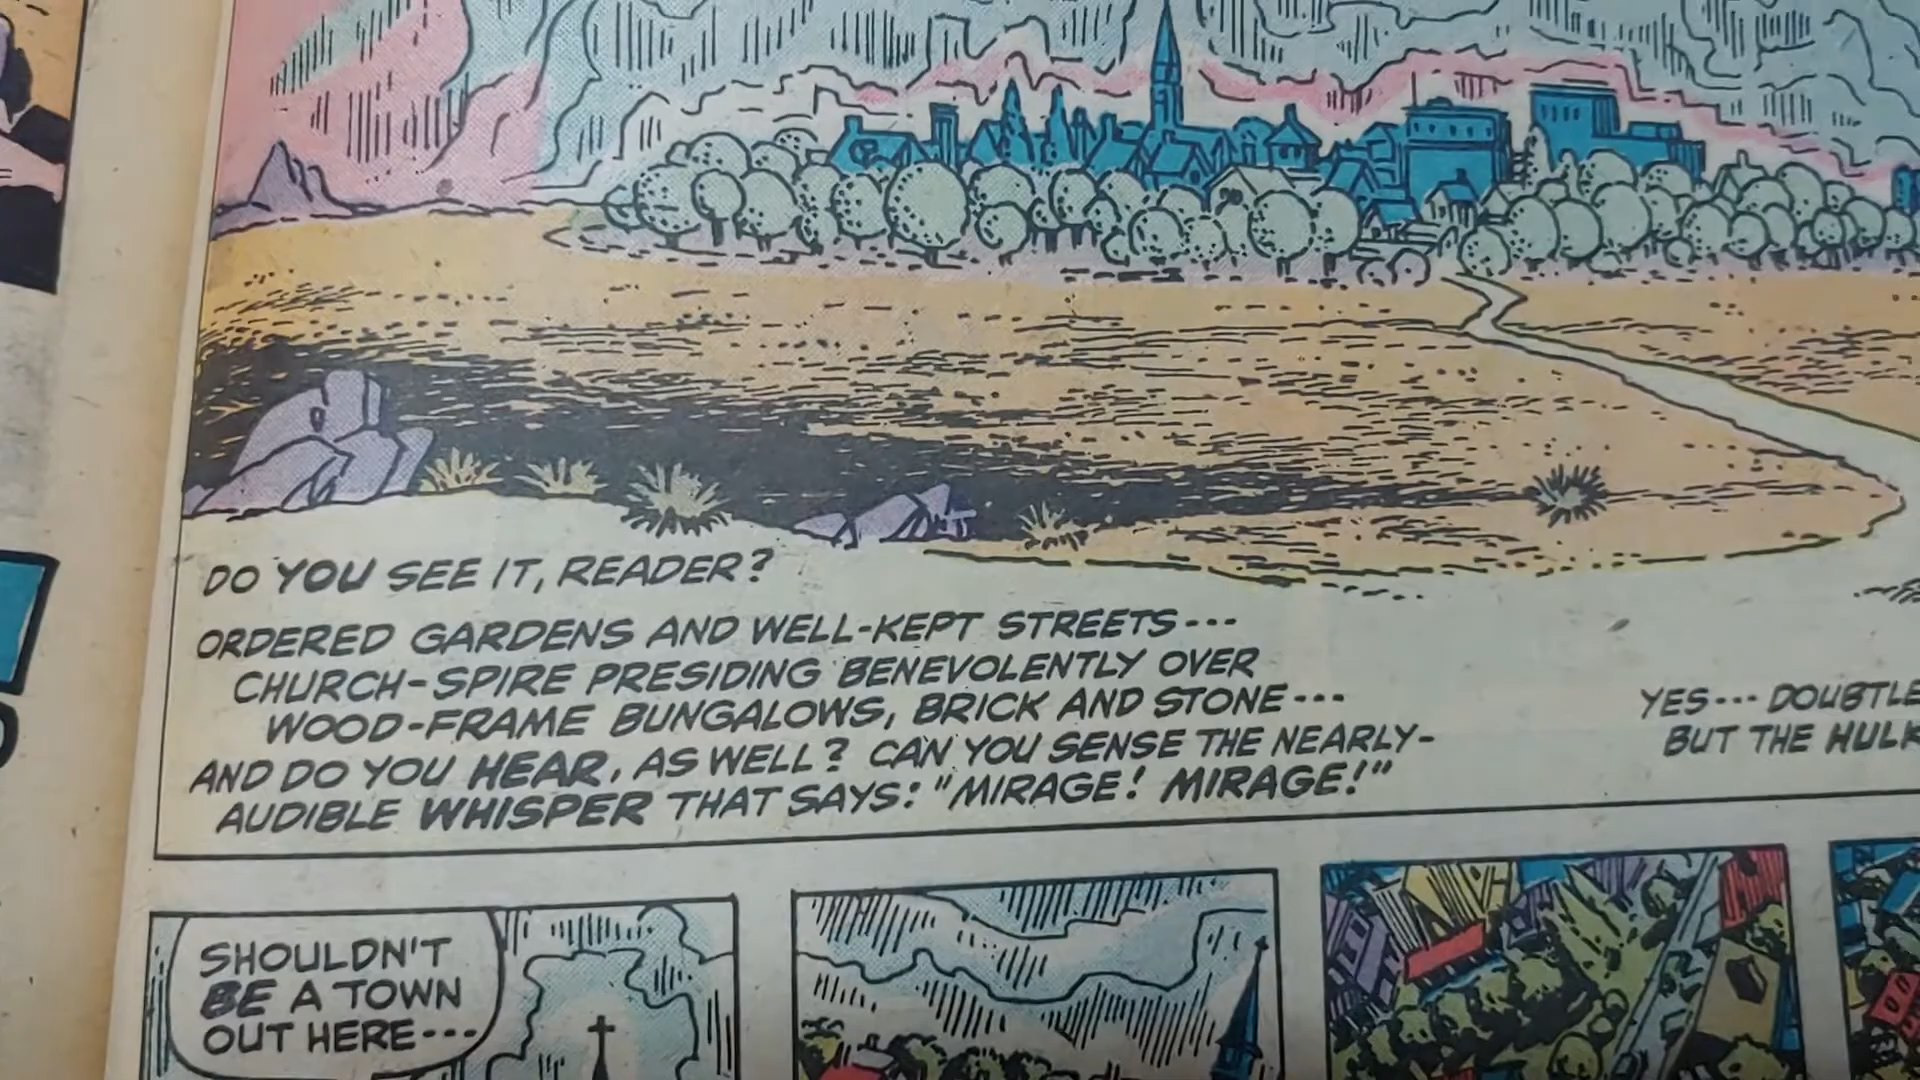 DO YOU SEE IT, READER?
ORDERED GARDENS AND WELL-KEPT STREETS---
CHURCH-SPIRE PRESIDING BENEVOLENTLY OVER
WOOD-FRAME BUNGALOWS, BRICK AND STONE---
AND DO YOU HEAR, AS WELL? CAN YOU SENSE THE NEARLY-
AUDIBLE WHISPER THAT SAYS: "MIRAGE! MIRAGE!"
YES--- DOUBTLE
BUT THE HULK
SHOULDN'T
BE A TOWN
OUT HERE---